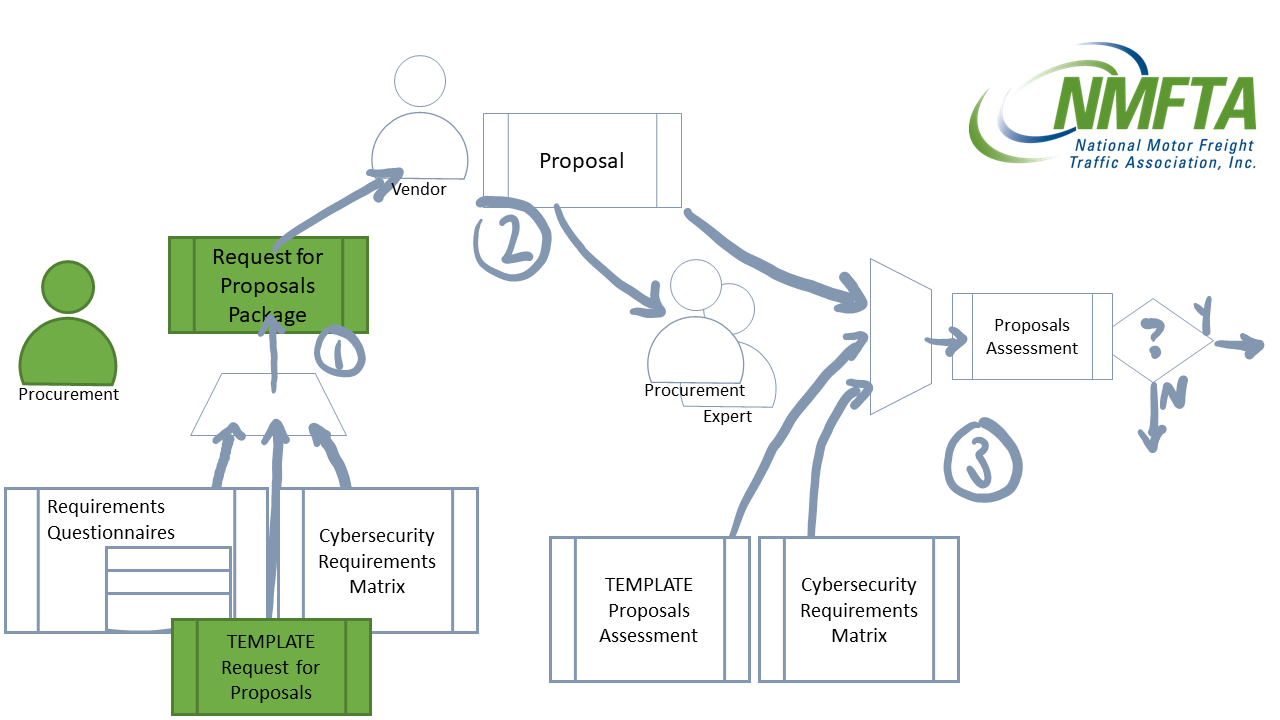 NMFTA
National Motor Freight
Traffic Association, Inc.
Vendor
Proposal
2
Request for
Proposals
Package
1
Procurement
Procurement
Expert
Proposals
Assessment
?
Y
N
3
Requirements
Questionnaires
Cybersecurity
Requirements
Matrix
TEMPLATE
Request for
Proposals
TEMPLATE
Proposals
Assessment
Cybersecurity
Requirements
Matrix